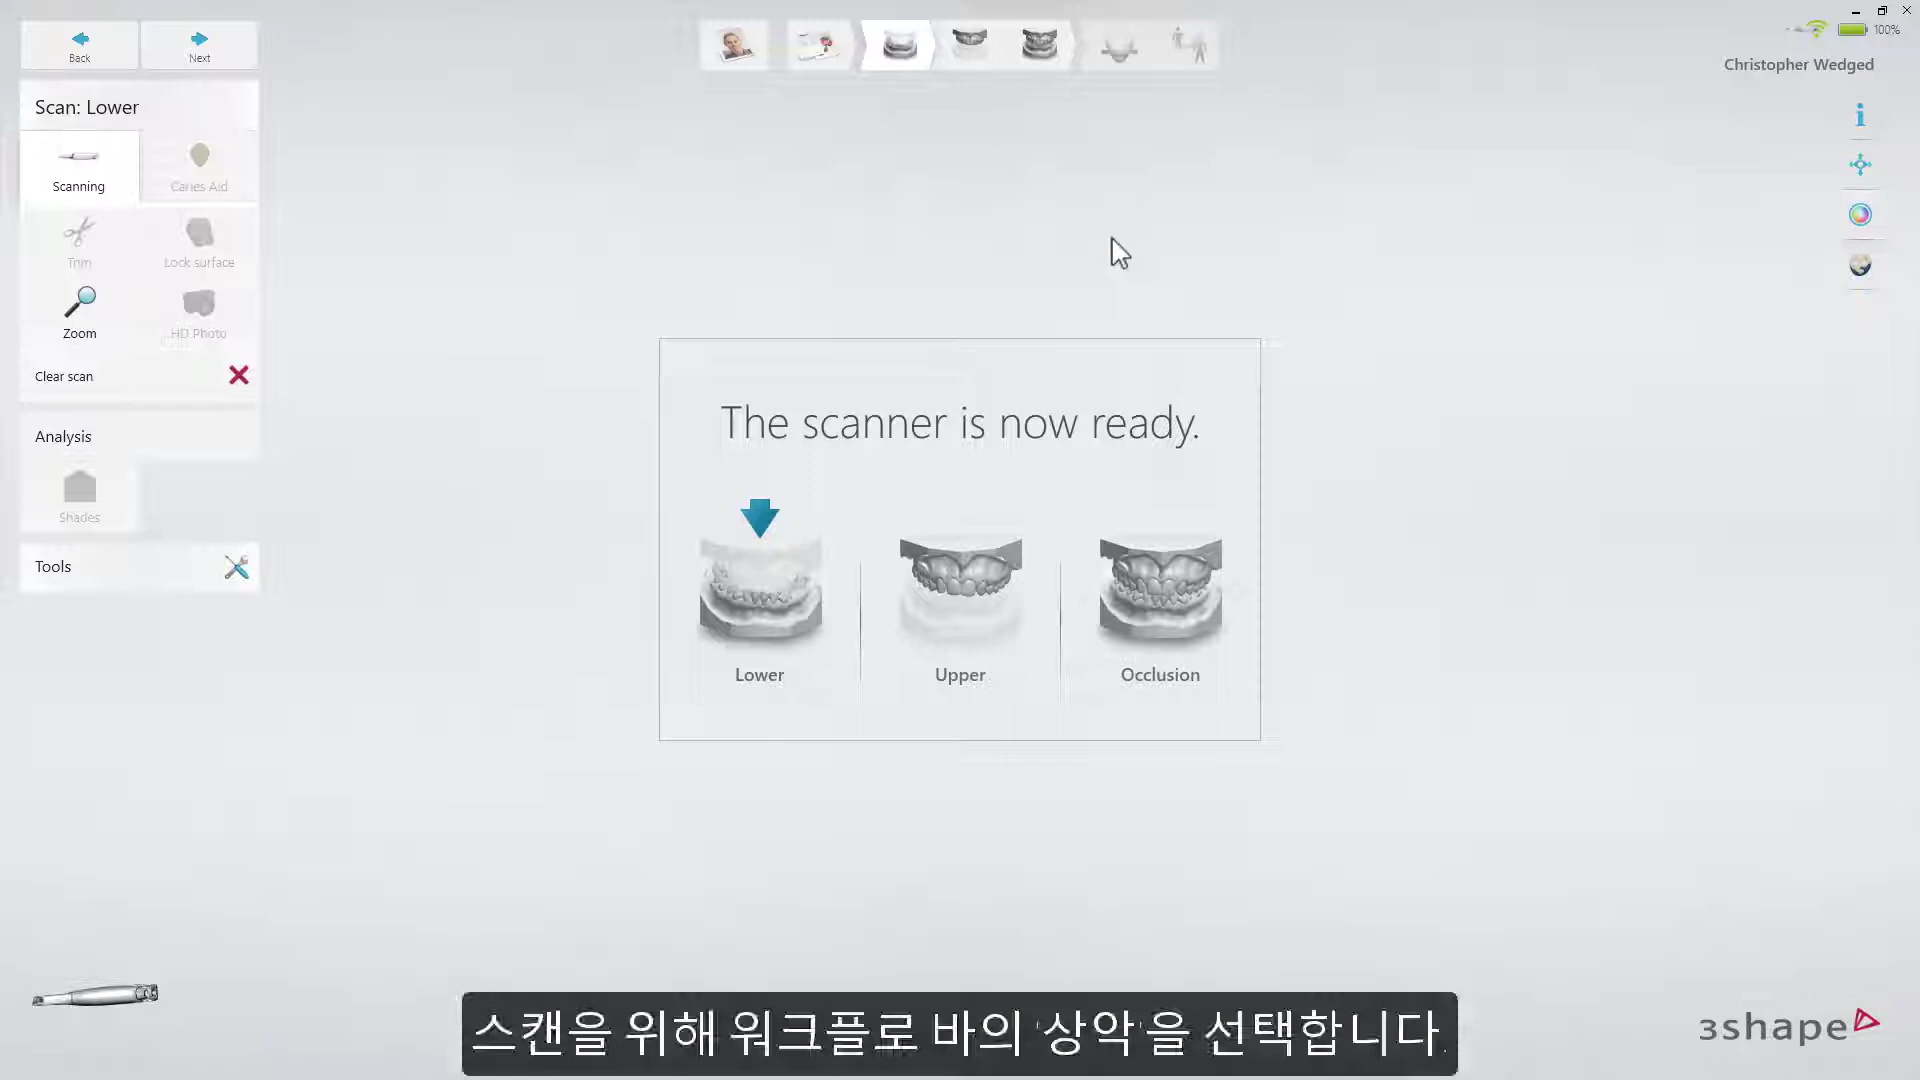 Back
Next
100%
Christopher Wedged
Scan: Lower
Scanning
Caries Aid
Trim
Lock surface
Zoom
HD Photo
Clear scan
Analysis
Shades
Tools
The scanner is now ready.
Lower
Upper
Occlusion
스캔을 위해 워크플로 바의 '상악'을 선택합니다.
3shape